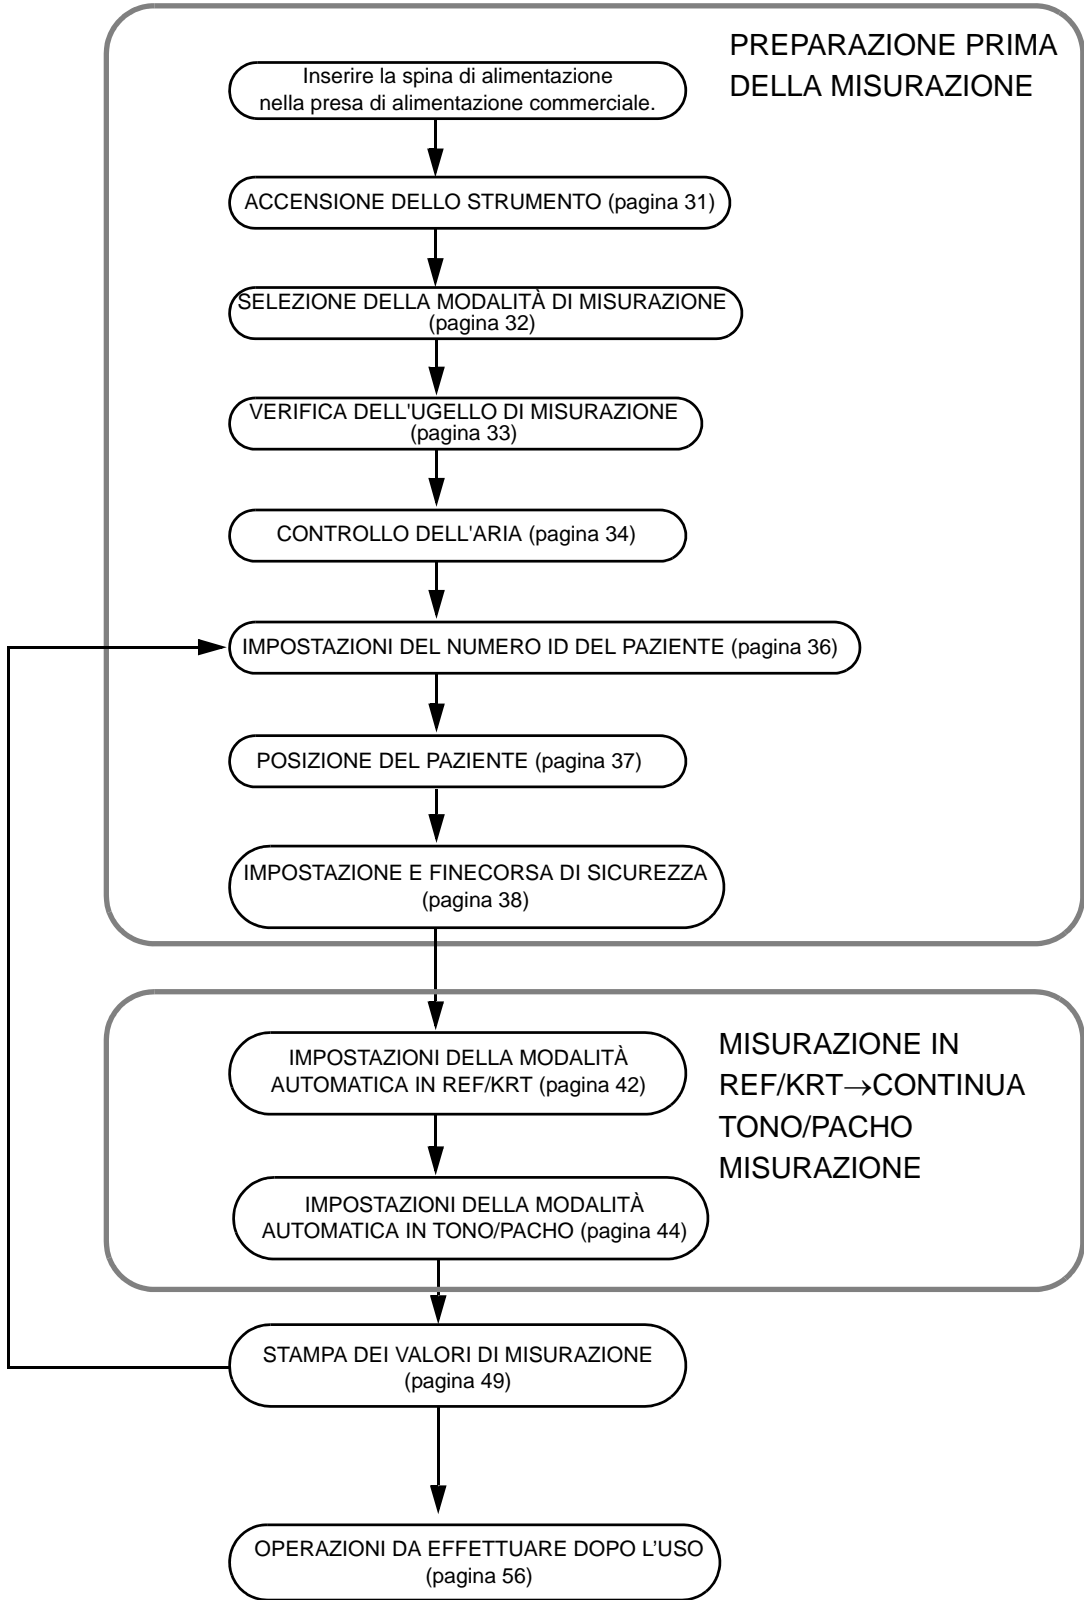 PREPARAZIONE PRIMA
DELLA MISURAZIONE
Inserire la spina di alimentazione
nella presa di alimentazione commerciale.
ACCENSIONE DELLO STRUMENTO (pagina 31)
SELEZIONE DELLA MODALITÀ DI MISURAZIONE
(pagina 32)
VERIFICA DELL'UGELLO DI MISURAZIONE
(pagina 33)
CONTROLLO DELL'ARIA (pagina 34)
IMPOSTAZIONI DEL NUMERO ID DEL PAZIENTE (pagina 36)
POSIZIONE DEL PAZIENTE (pagina 37)
IMPOSTAZIONE E FINECORSA DI SICUREZZA
(pagina 38)
MISURAZIONE IN
REF/KRT→CONTINUA
TONO/PACHO
MISURAZIONE
IMPOSTAZIONI DELLA MODALITÀ
AUTOMATICA IN REF/KRT (pagina 42)
IMPOSTAZIONI DELLA MODALITÀ
AUTOMATICA IN TONO/PACHO (pagina 44)
STAMPA DEI VALORI DI MISURAZIONE
(pagina 49)
OPERAZIONI DA EFFETTUARE DOPO L'USO
(pagina 56)